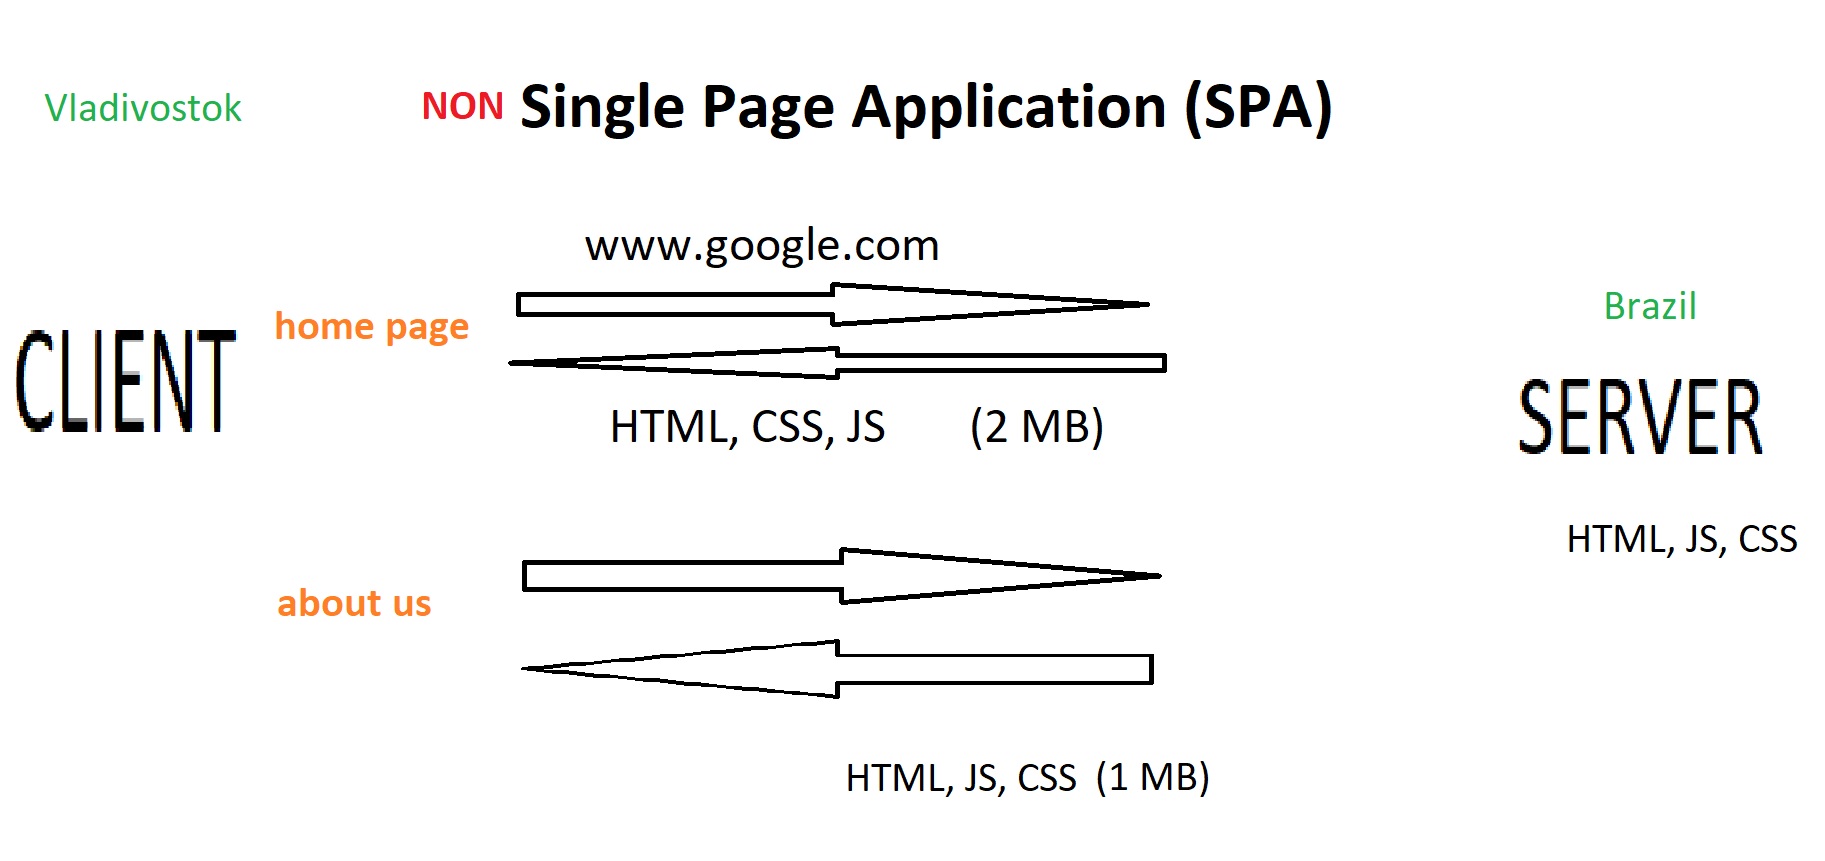 Vladivostok
NON Single Page Application (SPA)
www.google.com
home page
Brazil
CLIENT
SERVER
HTML, CSS, JS (2 MB)
HTML, JS, CSS
about us
HTML, JS, CSS (1 MB)